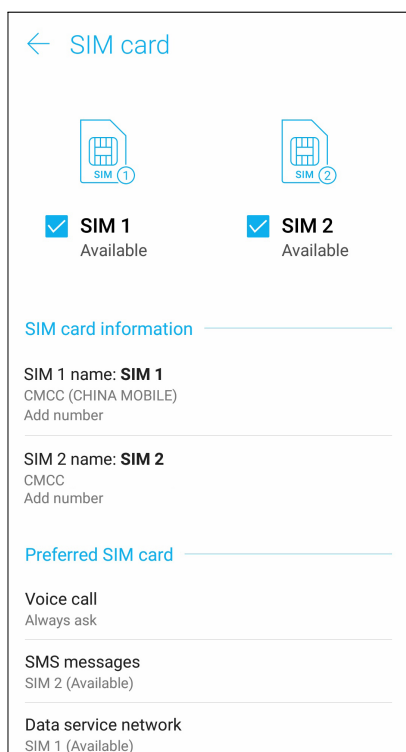 SIM card
SIM 1
SIM 2
SIM 1
SIM 2
Available
Available
SIM card information
SIM 1 name: SIM 1
CMCC (CHINA MOBILE)
Add number
SIM 2 name: SIM 2
CMCC
Add number
Preferred SIM card
Voice call
Always ask
SMS messages
SIM 2 (Available)
Data service network
SIM 1 (Available)